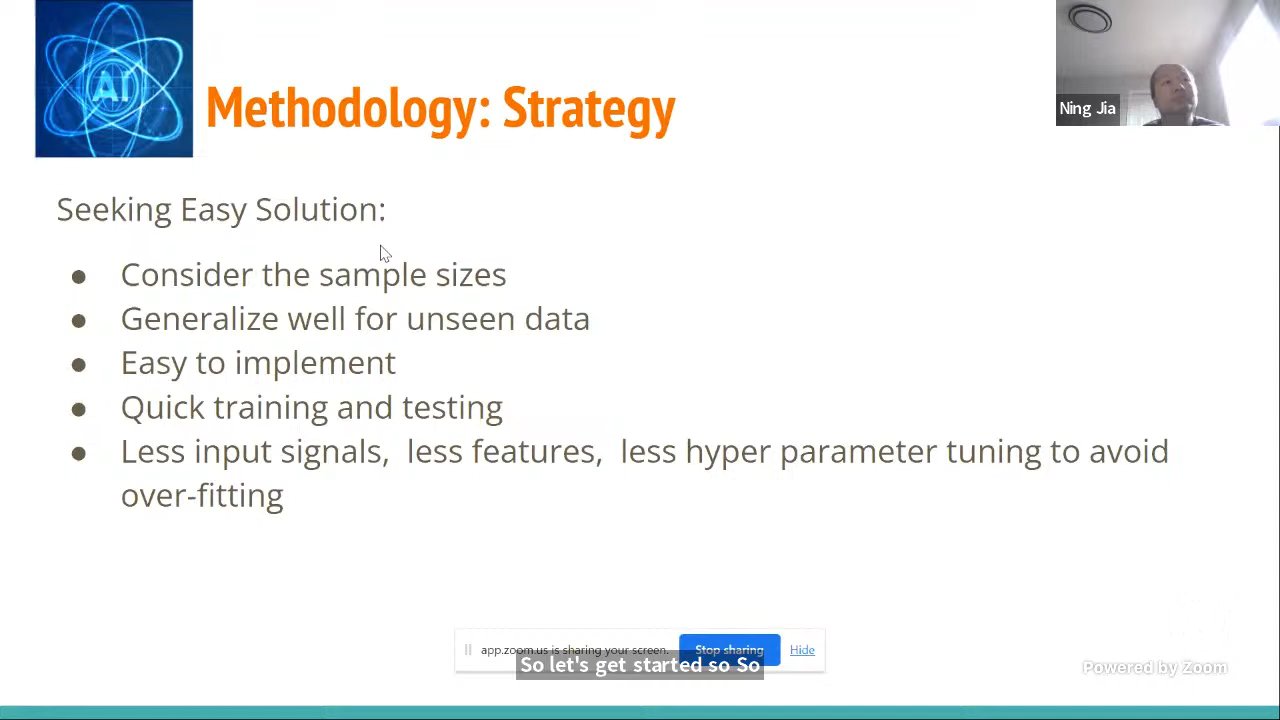 AI
Methodology: Strategy
Ning Jia
Seeking Easy Solution:
● Consider the sample sizes
● Generalize well for unseen data
● Easy to implement
● Quick training and testing
● Less input signals,  less features,  less hyper parameter tuning to avoid
over-fitting
app.zoom.us is sharing your screen.
Stop sharing
Hide
So let's get started so So
Powered by Zoom